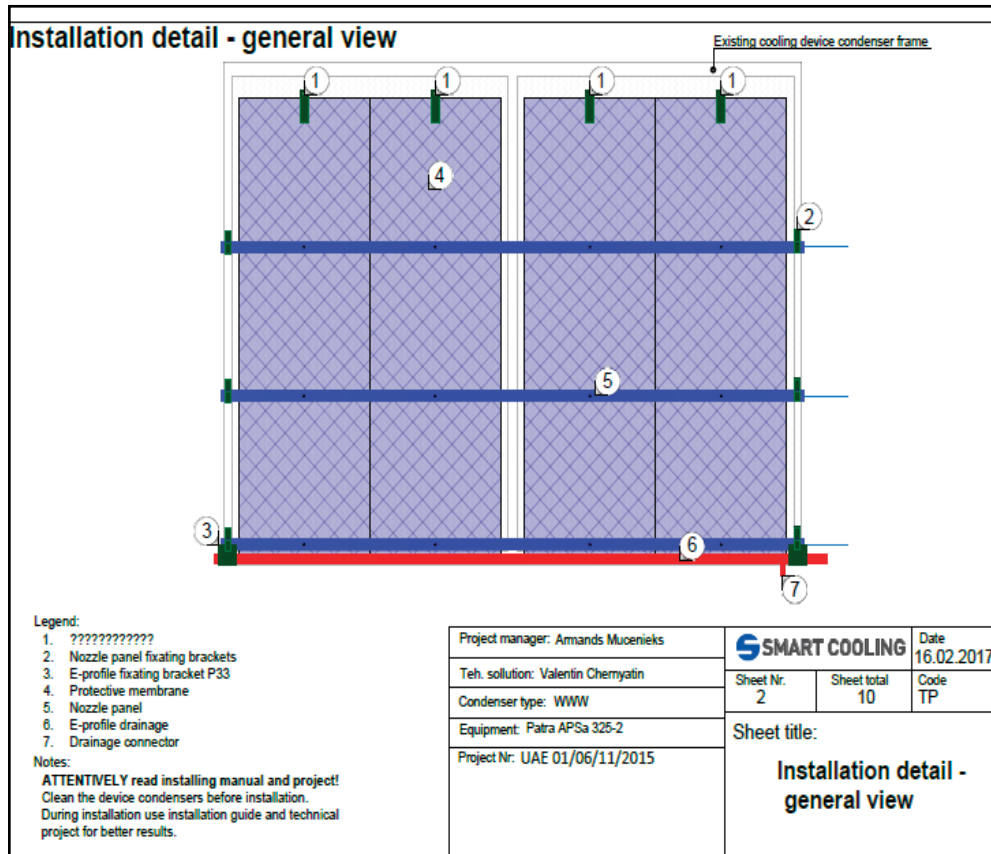 Installation detail - general view
Existing cooling device condenser frame
1
1
1
1
4
2
5
3
6
7
Legend:
1. ????????????
2. Nozzle panel fixating brackets
3. E-profile fixating bracket P33
4. Protective membrane
5. Nozzle panel
6. E-profile drainage
7. Drainage connector
Notes:
ATTENTIVELY read installing manual and project!
Clean the device condensers before installation.
During installation use installation guide and technical
project for better results.
Project manager: Armands Mucenieks
Teh. sollution: Valentin Chernyatin
Condenser type: WWW
Equipment: Patra APSa 325-2
Project Nr: UAE 01/06/11/2015
SMART COOLING
Date
16.02.2017
Sheet Nr.
2
Sheet total
10
Code
TP
Sheet title:
Installation detail -
general view